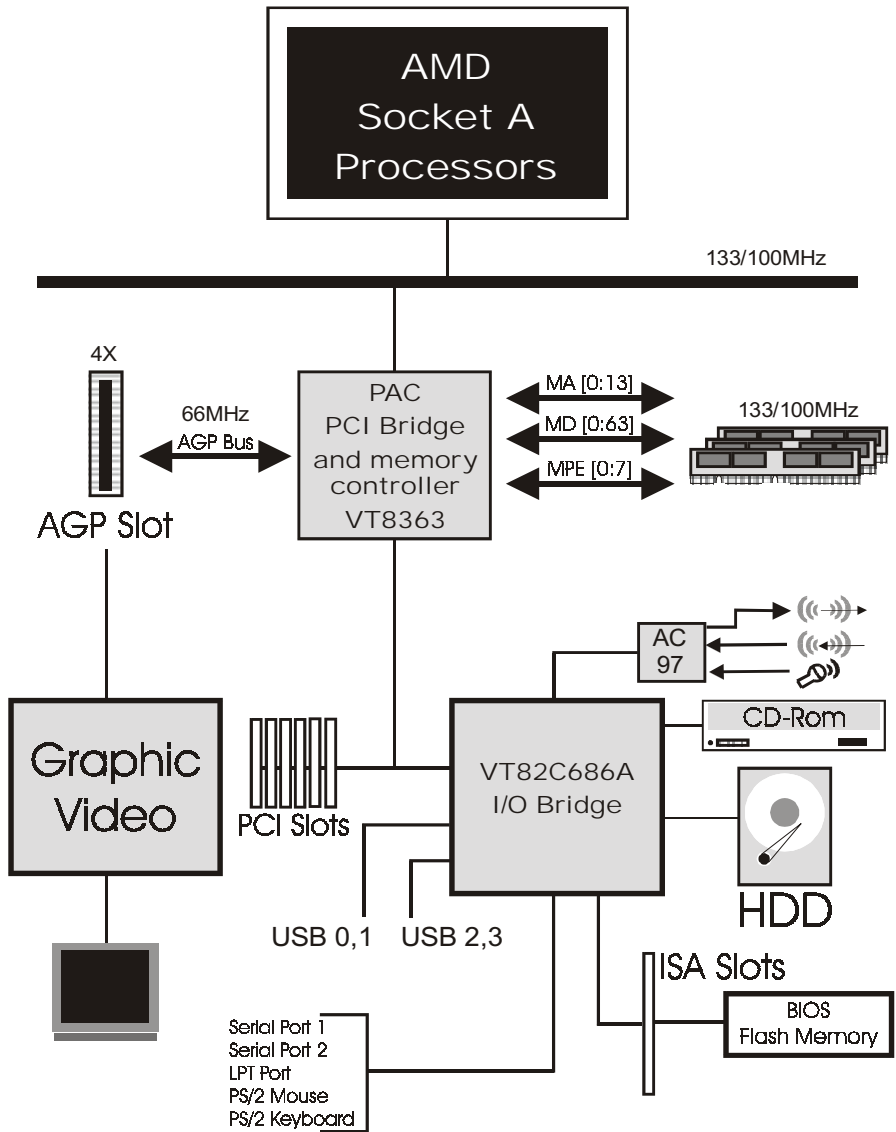 AMD
Socket A
Processors
133/100MHz
4X
66MHz
AGP Bus
AGP Slot
PAC
PCI Bridge
and memory
controller
VT8363
MA [0:13]
MD [0:63]
MPE [0:7]
133/100MHz
AC
97
CD-Rom
Graphic
Video
PCI Slots
VT82C686A
I/O Bridge
HDD
USB 0,1
USB 2,3
ISA Slots
BIOS
Flash Memory
Serial Port 1
Serial Port 2
LPT Port
PS/2 Mouse
PS/2 Keyboard